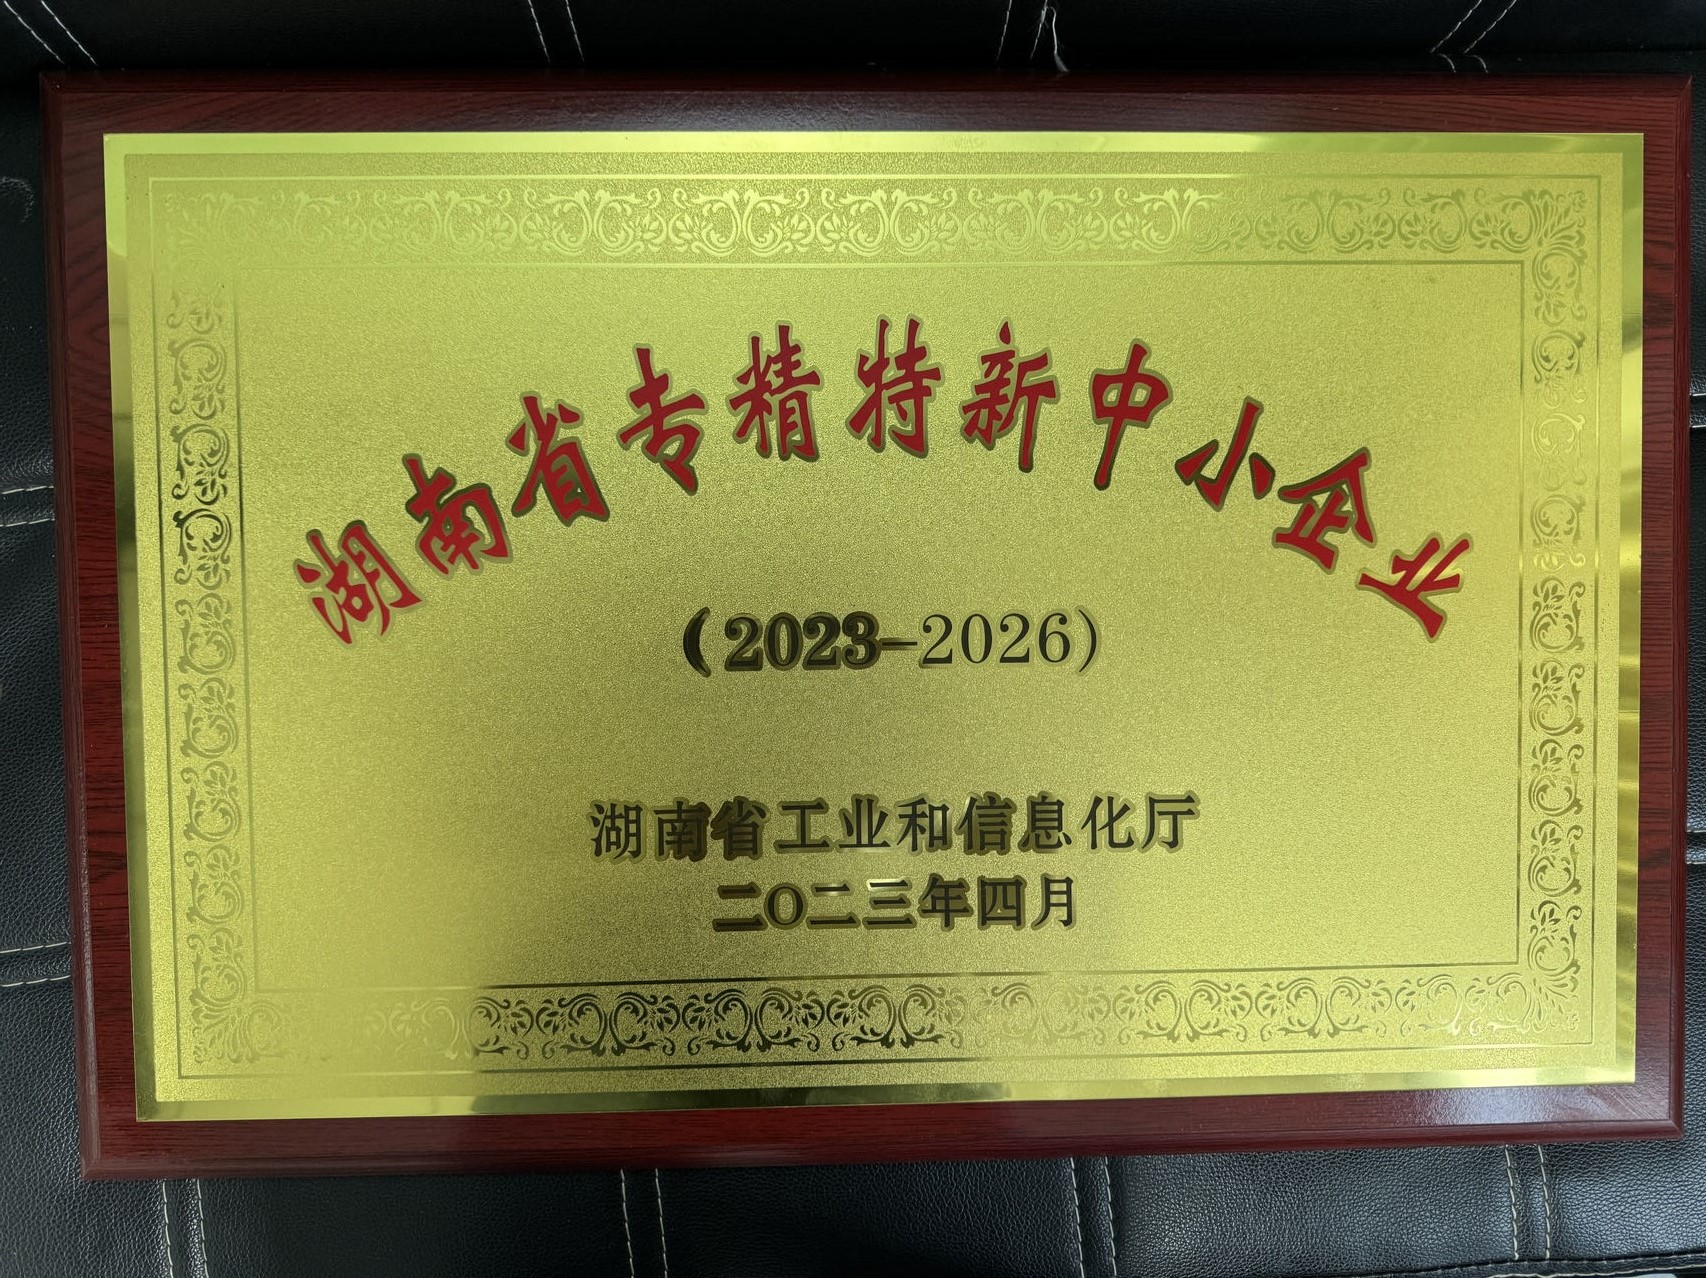 湖南省专精特新中小企业
(2023-2026)
湖南省工业和信息化厅
二O二三年四月